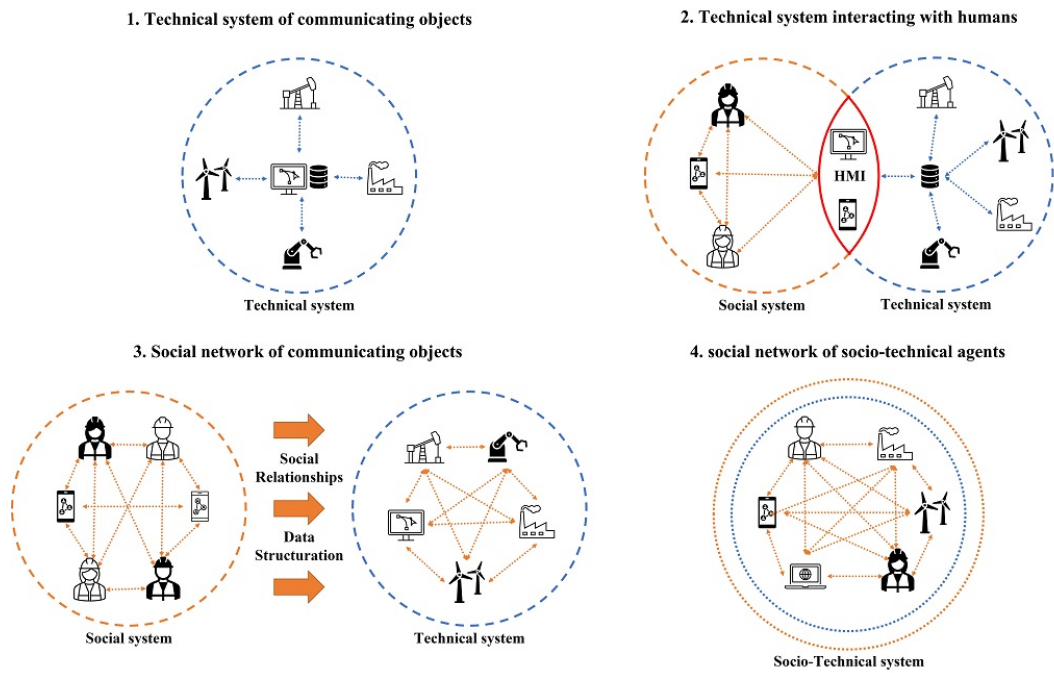 1. Technical system of communicating objects
Technical system
2. Technical system interacting with humans
HMI
Social system
Technical system
3. Social network of communicating objects
Social
Relationships
Data
Structuration
Social system
Technical system
4. social network of socio-technical agents
Socio-Technical system